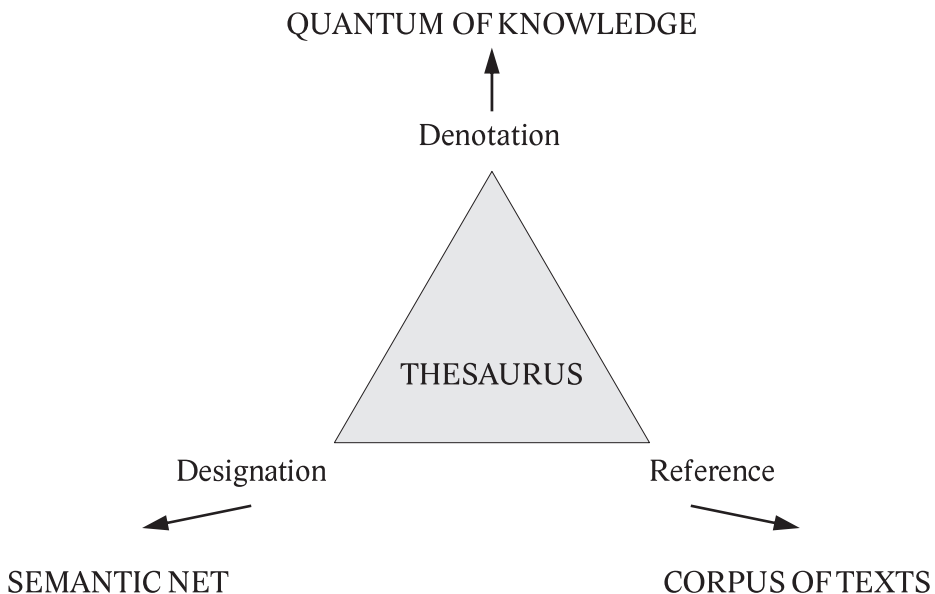 QUANTUM OF KNOWLEDGE
Denotation
THESAURUS
Designation
Reference
SEMANTIC NET
CORPUS OF TEXTS